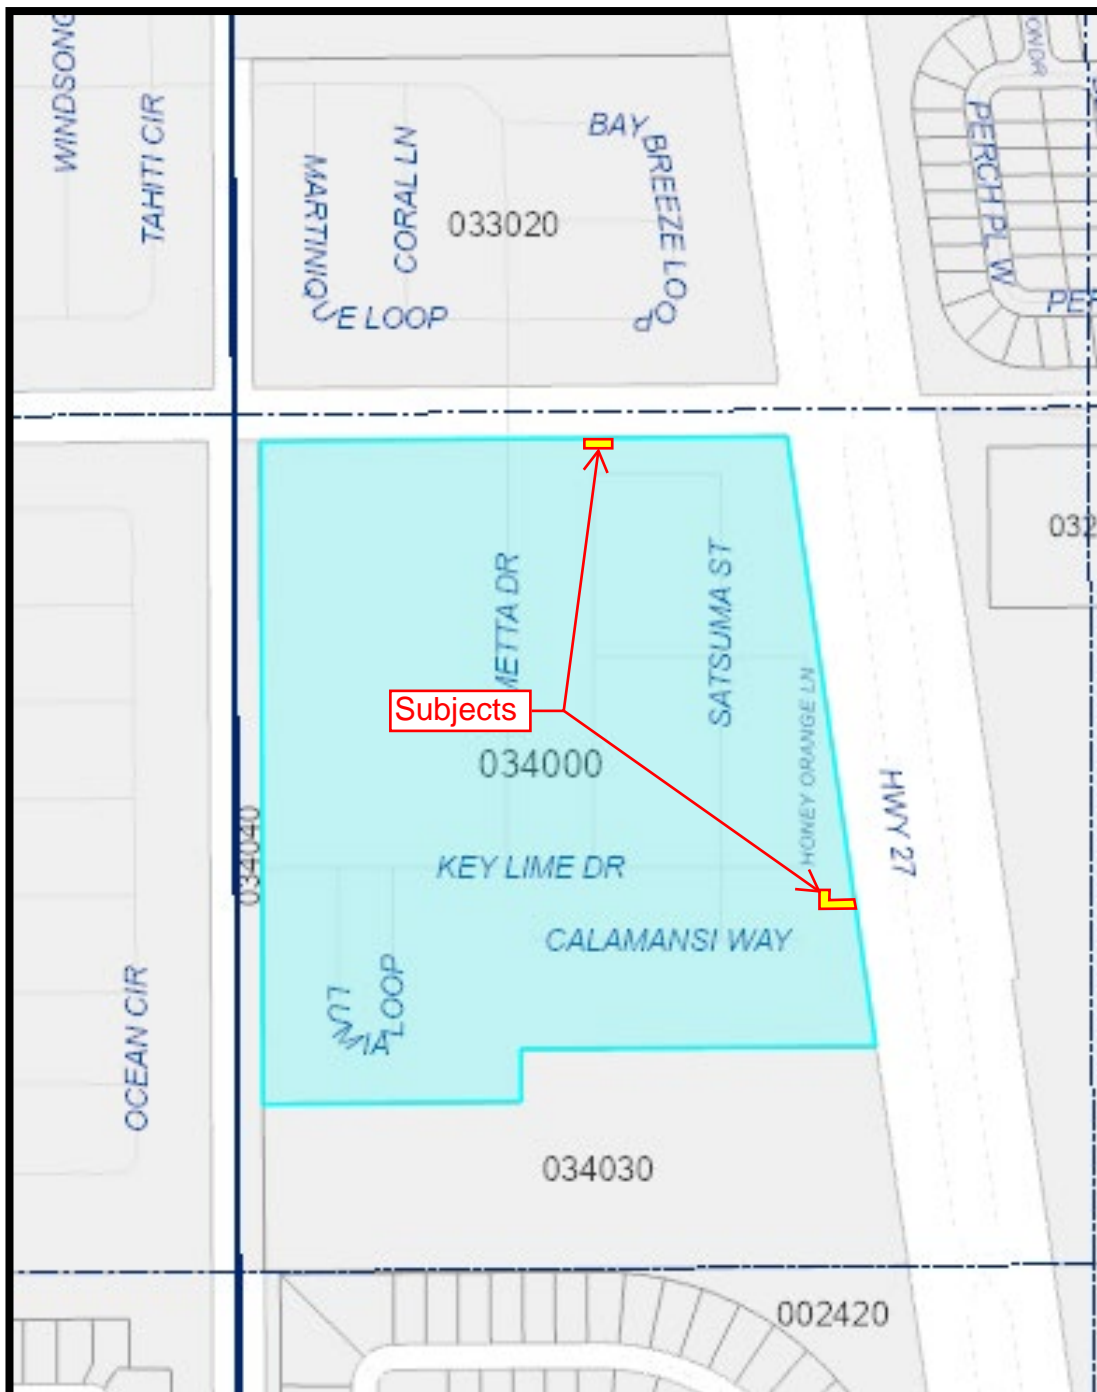 WINDSONG
TAHITI CIR
MARTINIQUE LOOP
CORAL LN
BAY BREEZE LOOP
033020
PERCH PL W
METTA DR
SATSUMA ST
HONEY ORANGE LN
HWY 27
Subjects
034000
034040
KEY LIME DR
CALAMANSI WAY
LUMIA LOOP
OCEAN CIR
034030
002420